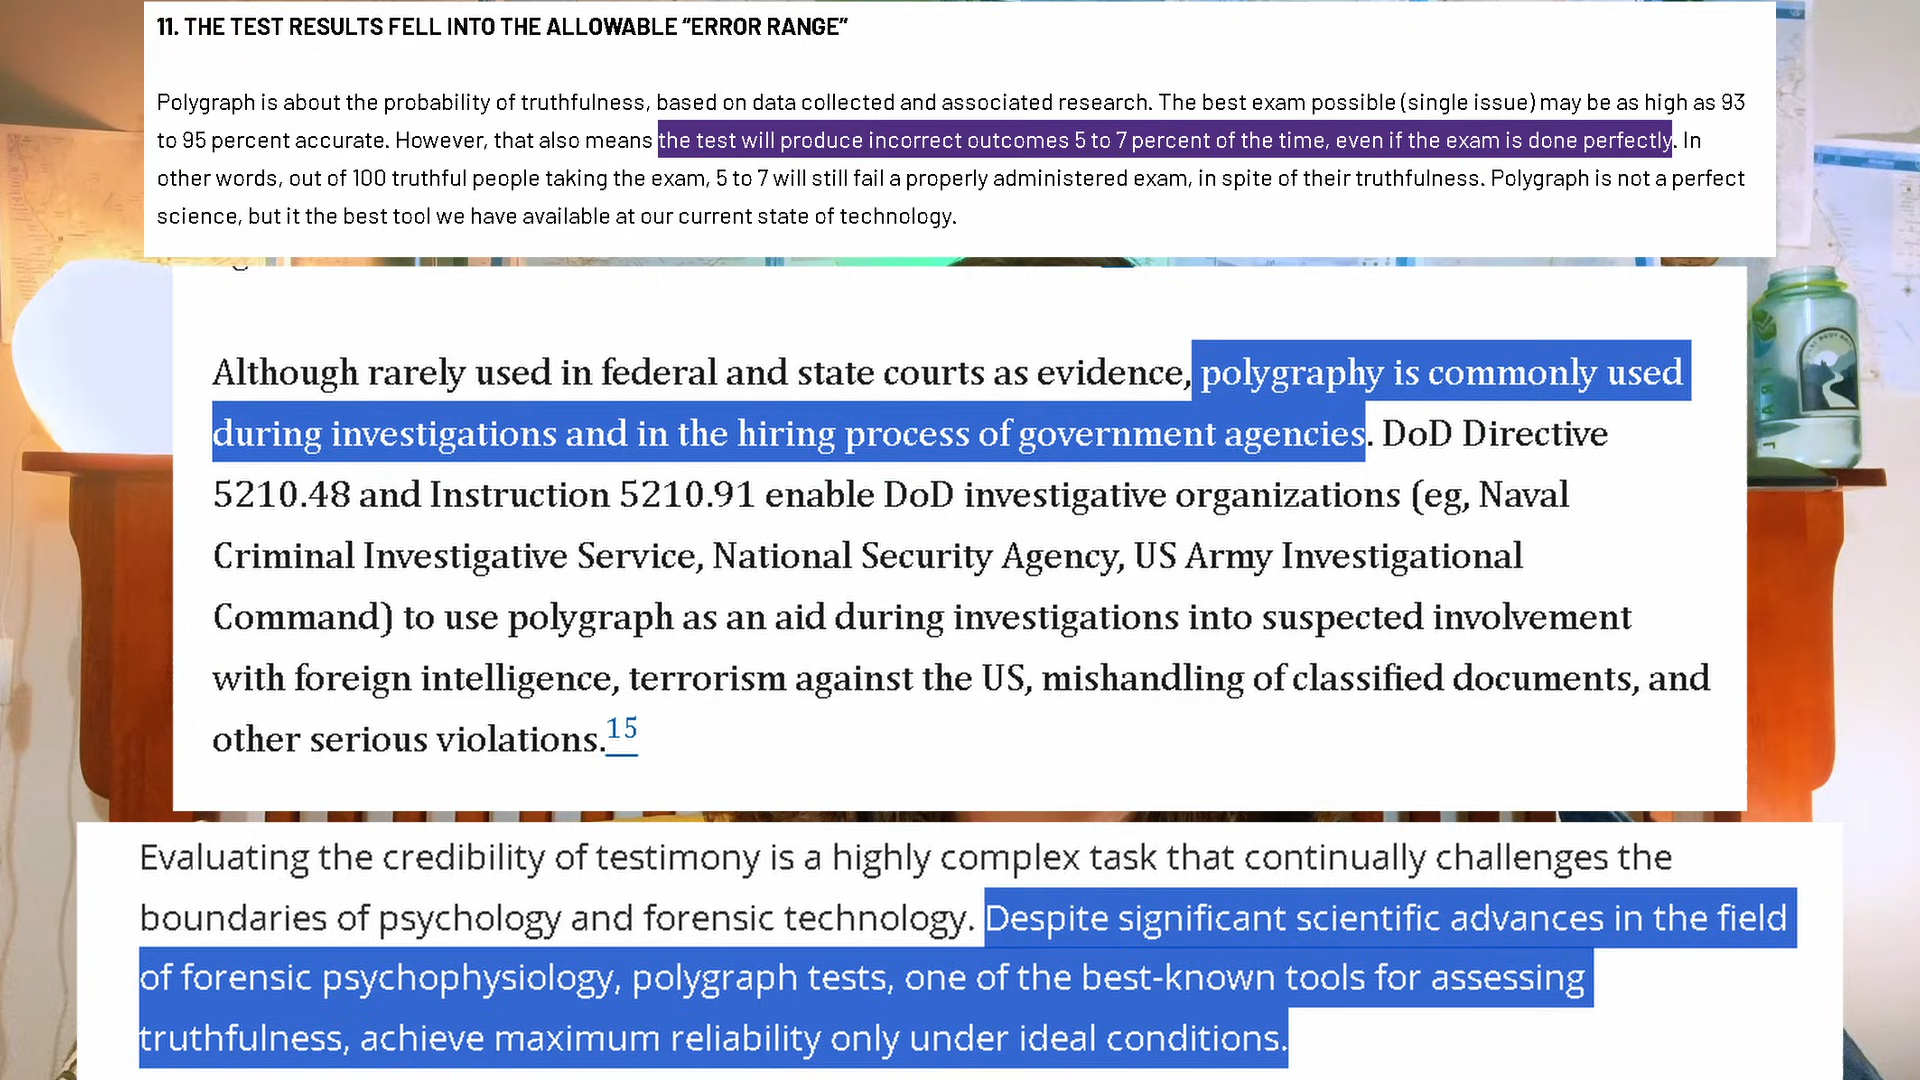 11. THE TEST RESULTS FELL INTO THE ALLOWABLE “ERROR RANGE”
Polygraph is about the probability of truthfulness, based on data collected and associated research. The best exam possible (single issue) may be as high as 93
to 95 percent accurate. However, that also means the test will produce incorrect outcomes 5 to 7 percent of the time, even if the exam is done perfectly. In
other words, out of 100 truthful people taking the exam, 5 to 7 will still fail a properly administered exam, in spite of their truthfulness. Polygraph is not a perfect
science, but it the best tool we have available at our current state of technology.
Although rarely used in federal and state courts as evidence, polygraphy is commonly used
during investigations and in the hiring process of government agencies. DoD Directive
5210.48 and Instruction 5210.91 enable DoD investigative organizations (eg, Naval
Criminal Investigative Service, National Security Agency, US Army Investigational
Command) to use polygraph as an aid during investigations into suspected involvement
with foreign intelligence, terrorism against the US, mishandling of classified documents, and
other serious violations.15
Evaluating the credibility of testimony is a highly complex task that continually challenges the
boundaries of psychology and forensic technology. Despite significant scientific advances in the field
of forensic psychophysiology, polygraph tests, one of the best-known tools for assessing
truthfulness, achieve maximum reliability only under ideal conditions.